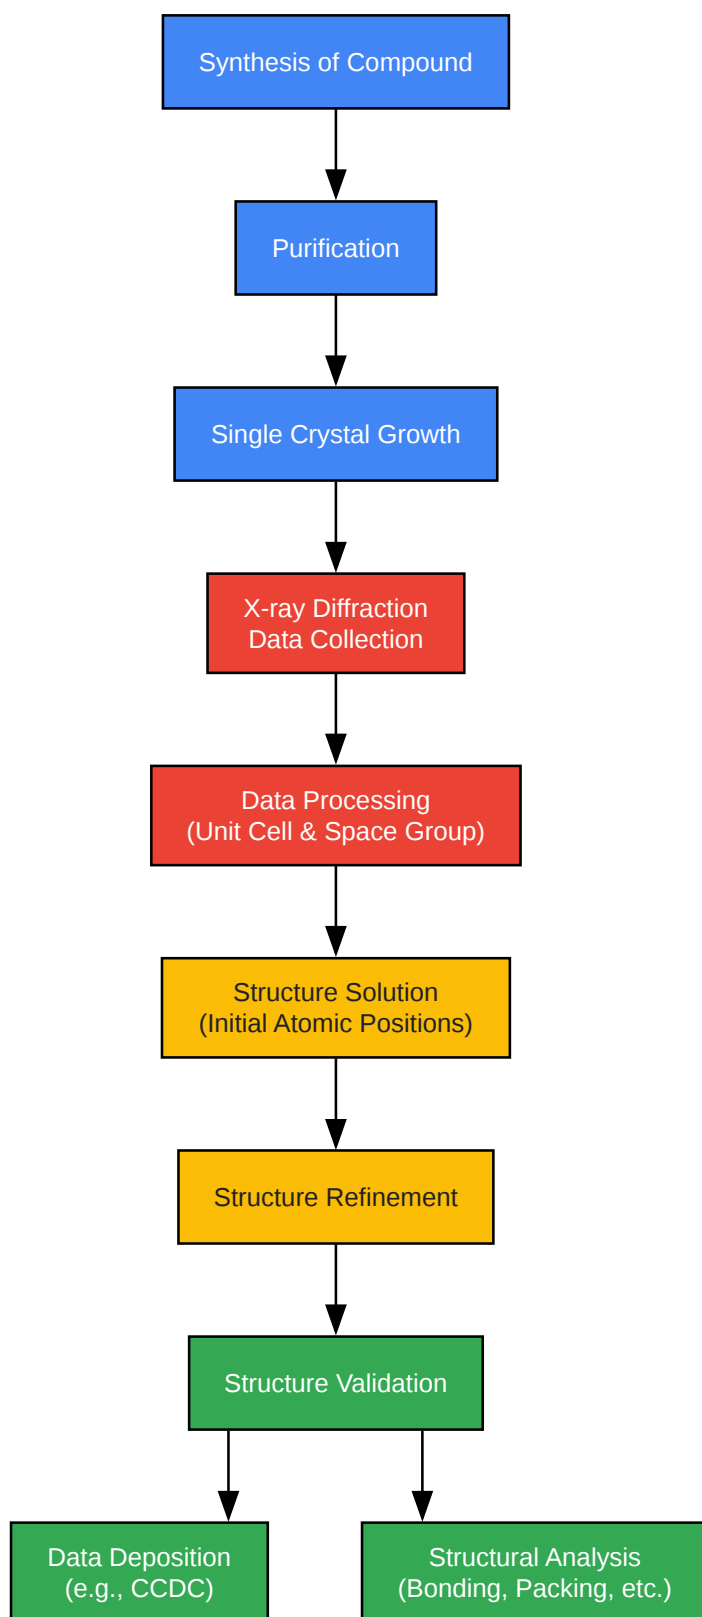 Synthesis of Compound
Purification
Single Crystal Growth
X-ray Diffraction
Data Collection
Data Processing
(Unit Cell & Space Group)
Structure Solution
(Initial Atomic Positions)
Structure Refinement
Structure Validation
Data Deposition
(e.g., CCDC)
Structural Analysis
(Bonding, Packing, etc.)